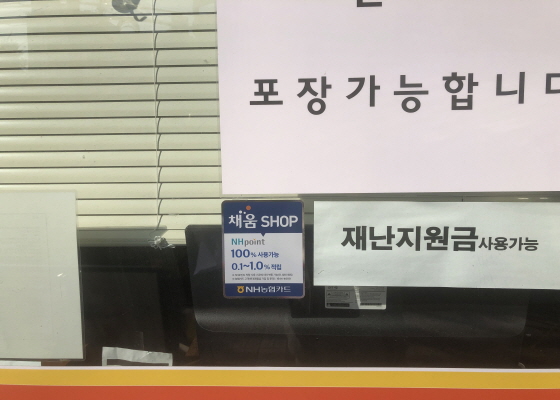 포장가능합니다
채움 SHOP
NHpoint
100% 사용가능
0.1~1.0% 적립
NH농협카드
재난지원금사용가능